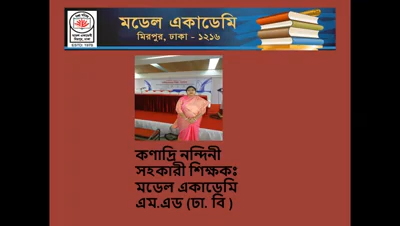 মডেল একাডেমি
মিরপুর, ঢাকা - ১২১৬
কণাদ্রি নন্দিনী
সহকারী শিক্ষকঃ
মডেল একাডেমি
এম.এড (ঢা. বি )